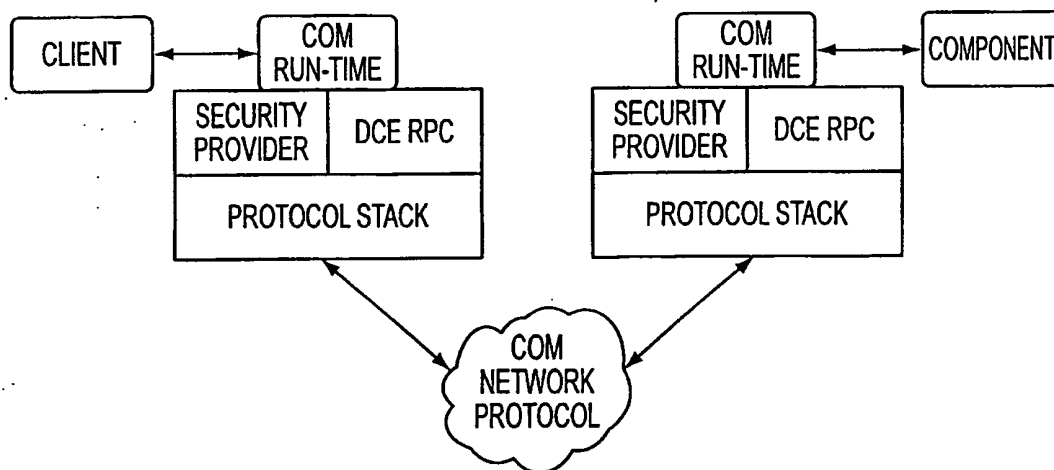 CLIENT
COM
RUN-TIME
SECURITY
PROVIDER
DCE RPC
PROTOCOL STACK
COM
RUN-TIME
COMPONENT
SECURITY
PROVIDER
DCE RPC
PROTOCOL STACK
COM
NETWORK
PROTOCOL